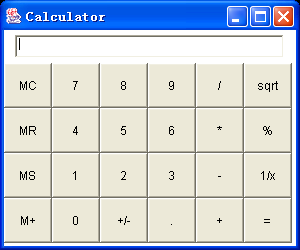 Calculator
MC 7 8 9 / sqrt
MR 4 5 6 * %
MS 1 2 3 - 1/x
M+ 0 +/- . + =